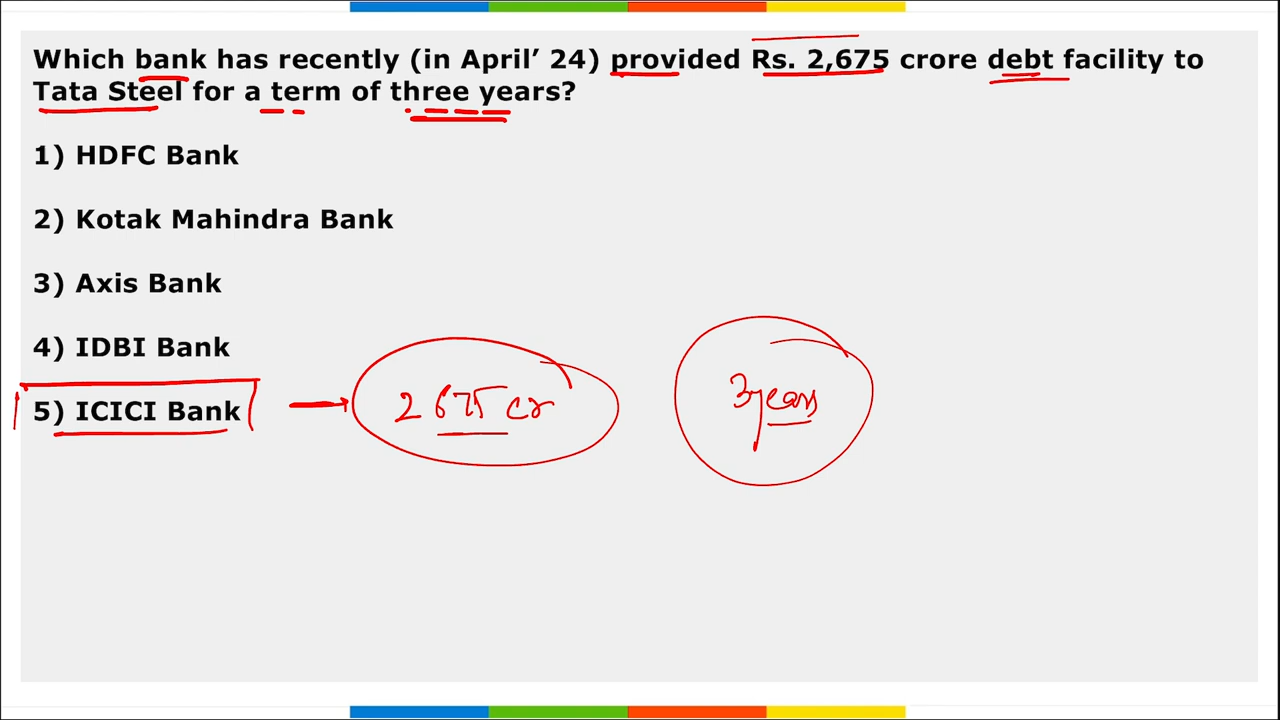 Which bank has recently (in April’ 24) provided Rs. 2,675 crore debt facility to
Tata Steel for a term of three years?
1) HDFC Bank
2) Kotak Mahindra Bank
3) Axis Bank
4) IDBI Bank
5) ICICI Bank
2675 cr
3years